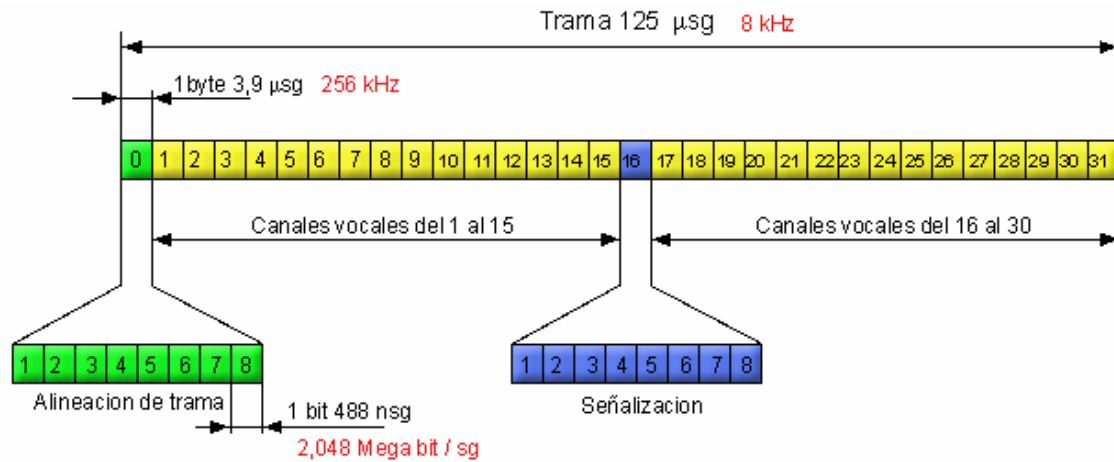 Trama 125 µsg 8 kHz
1byte 3,9 µsg 256 kHz
0 1 2 3 4 5 6 7 8 9 10 11 12 13 14 15 16 17 18 19 20 21 22 23 24 25 26 27 28 29 30 31
Canales vocales del 1 al 15 Canales vocales del 16 al 30
1 2 3 4 5 6 7 8 1 2 3 4 5 6 7 8
Alineacion de trama Señalizacion
1 bit 488 nsg
2,048 Mega bit / sg